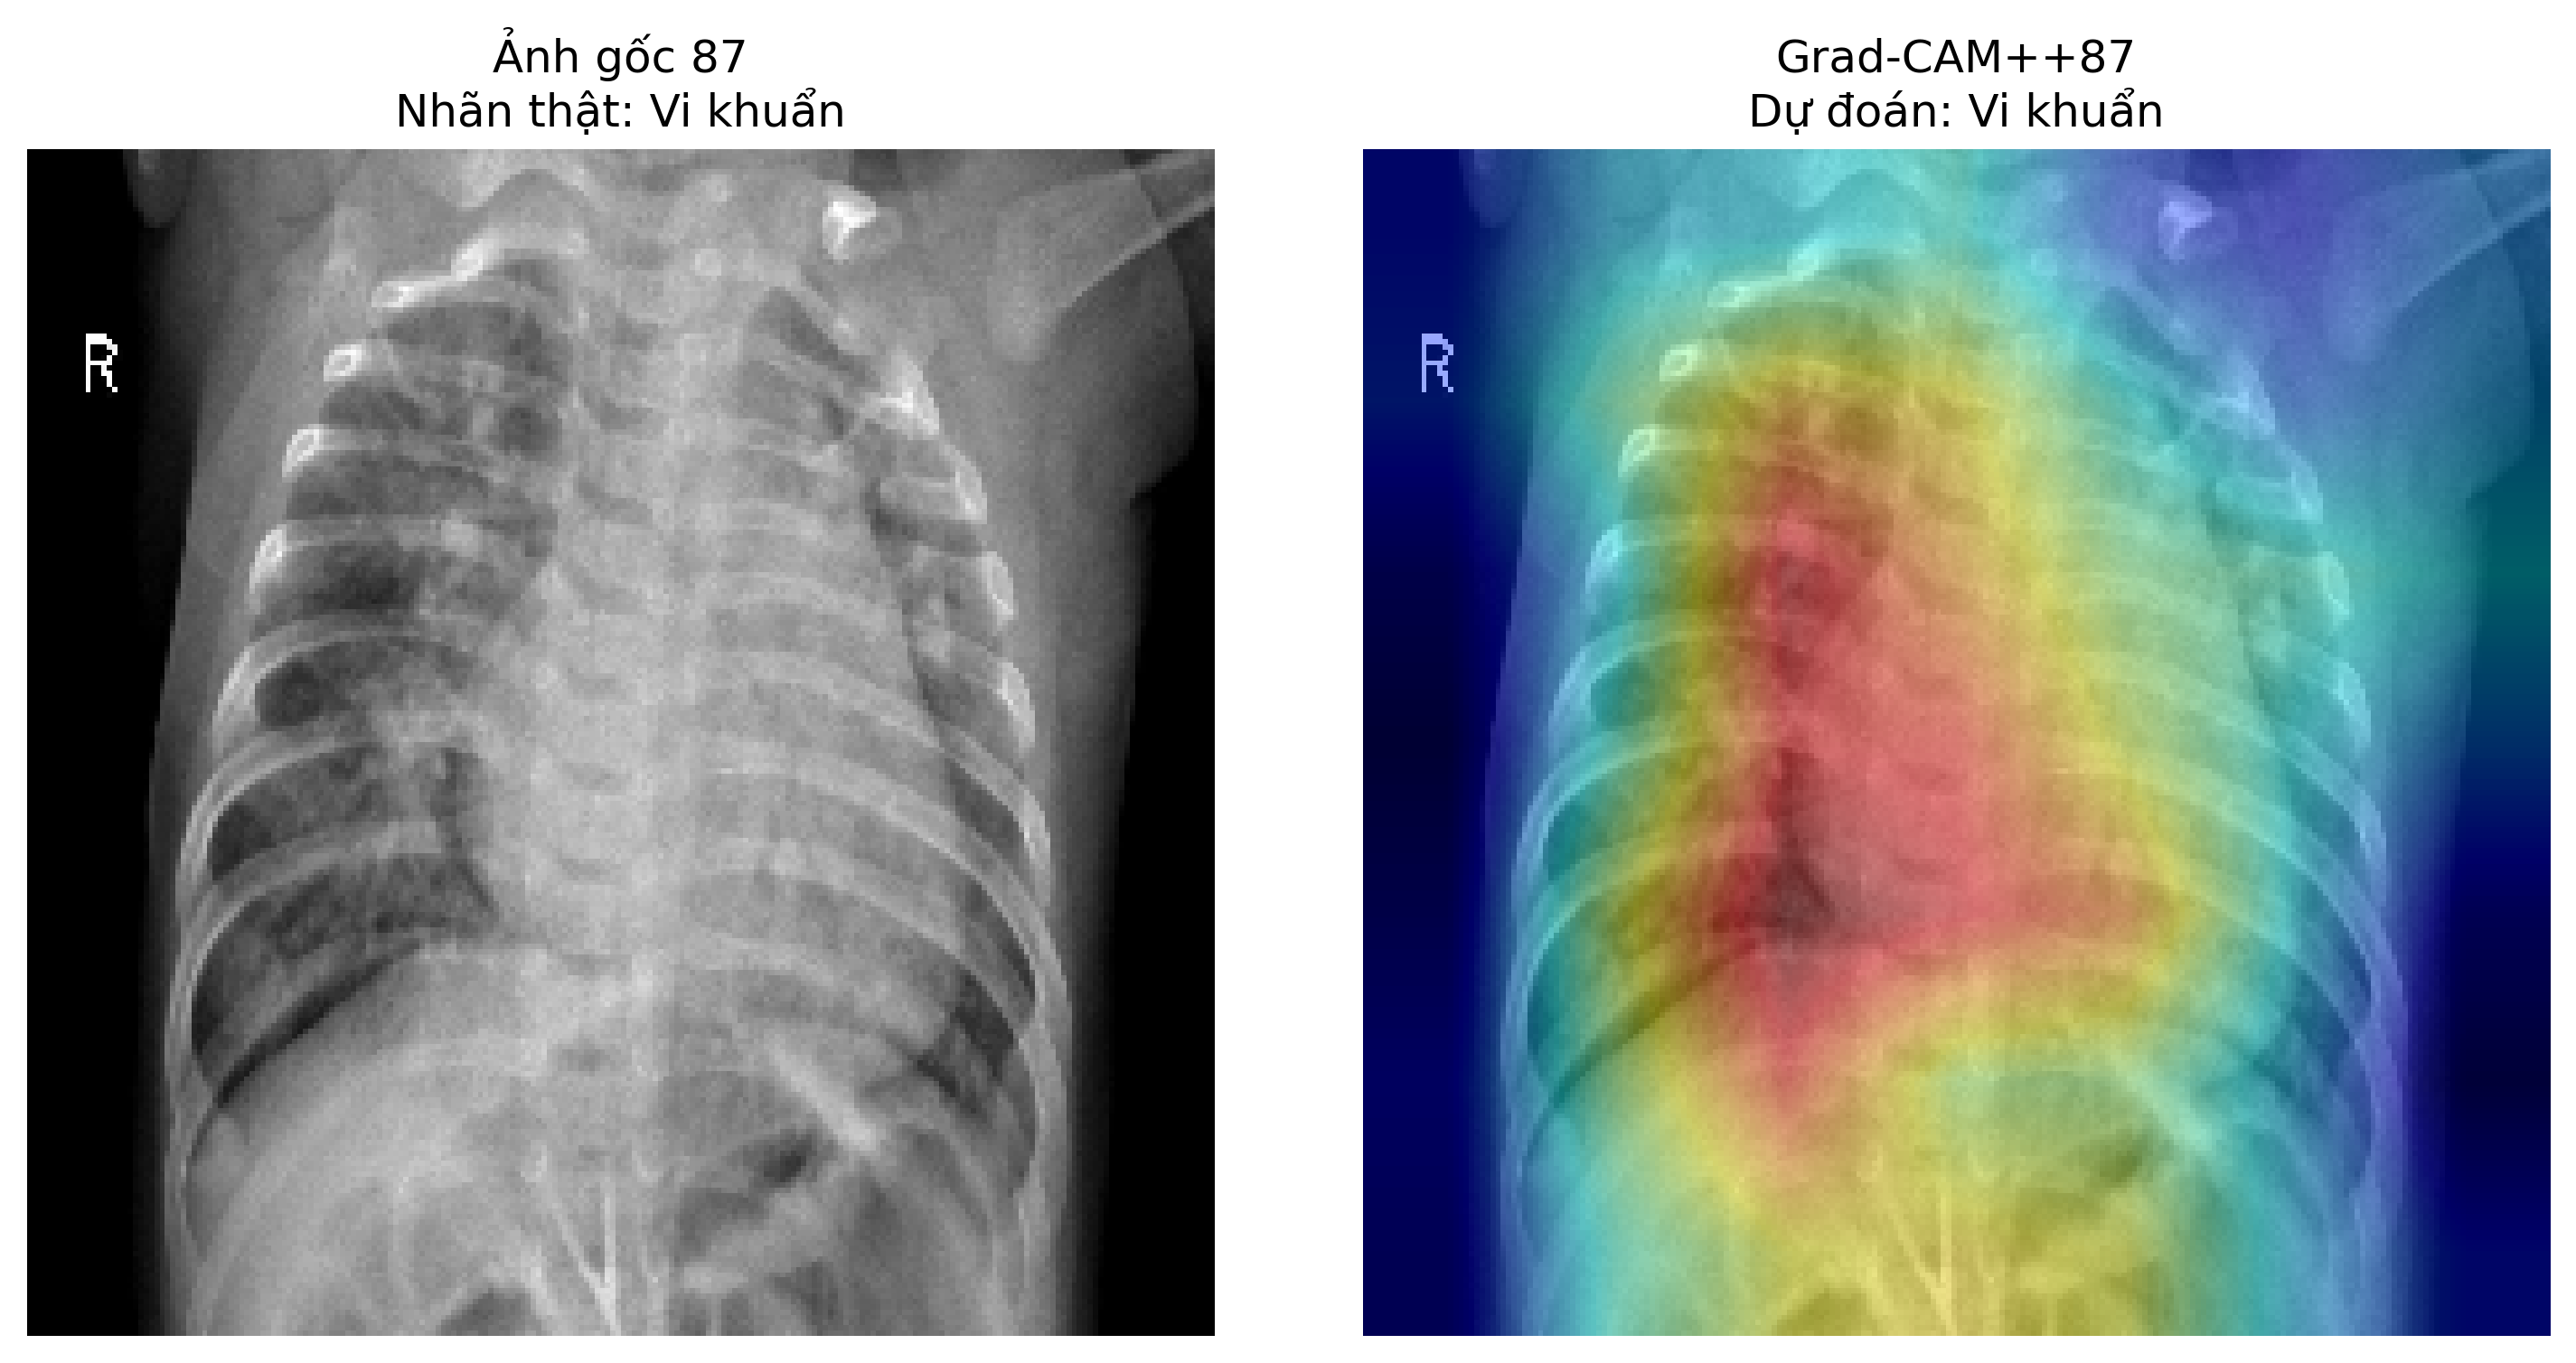 Ảnh gốc 87
Nhãn thật: Vi khuẩn
R
Grad-CAM++87
Dự đoán: Vi khuẩn
R